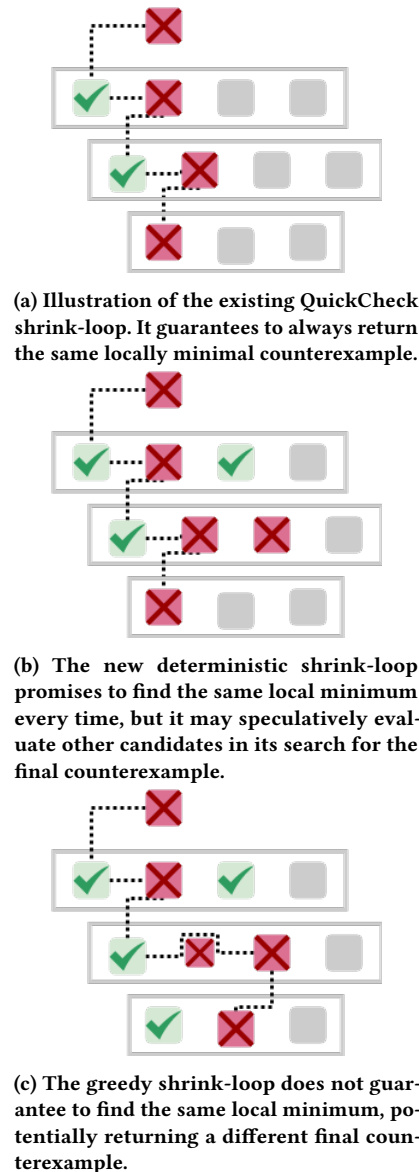 (a) Illustration of the existing QuickCheck
shrink-loop. It guarantees to always return
the same locally minimal counterexample.
(b) The new deterministic shrink-loop
promises to find the same local minimum
every time, but it may speculatively eval-
uate other candidates in its search for the
final counterexample.
(c) The greedy shrink-loop does not guar-
antee to find the same local minimum, po-
tentially returning a different final coun-
terexample.